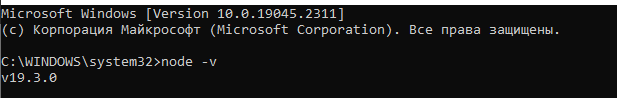 Microsoft Windows [Version 10.0.19045.2311]
(c) Корпорация Майкрософт (Microsoft Corporation). Все права защищены.
C:\WINDOWS\system32>node -v
v19.3.0